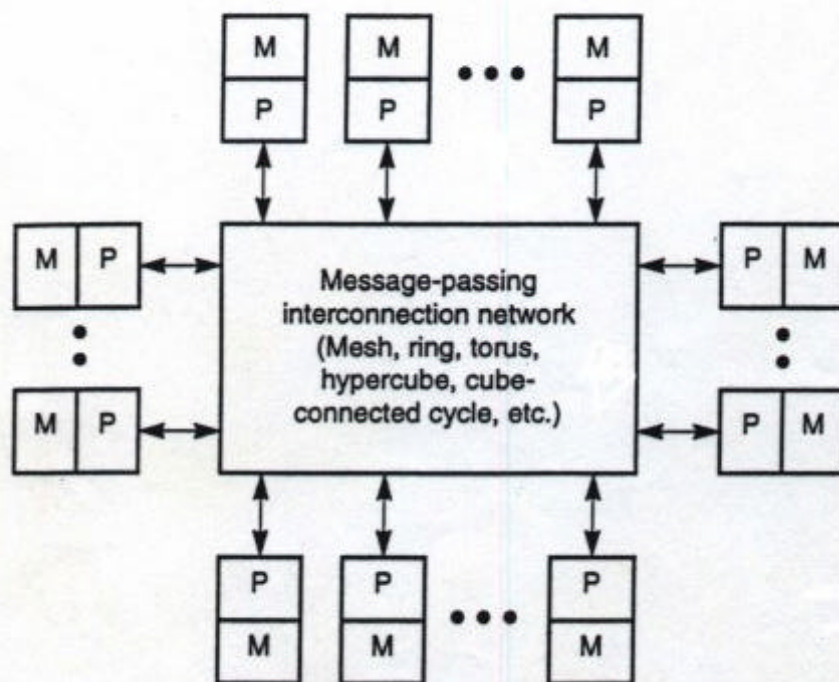 M M M
P P P
M P
P M
Message-passing
interconnection network
(Mesh, ring, torus,
hypercube, cube-
connected cycle, etc.)
M P
P M
P P P
M M M